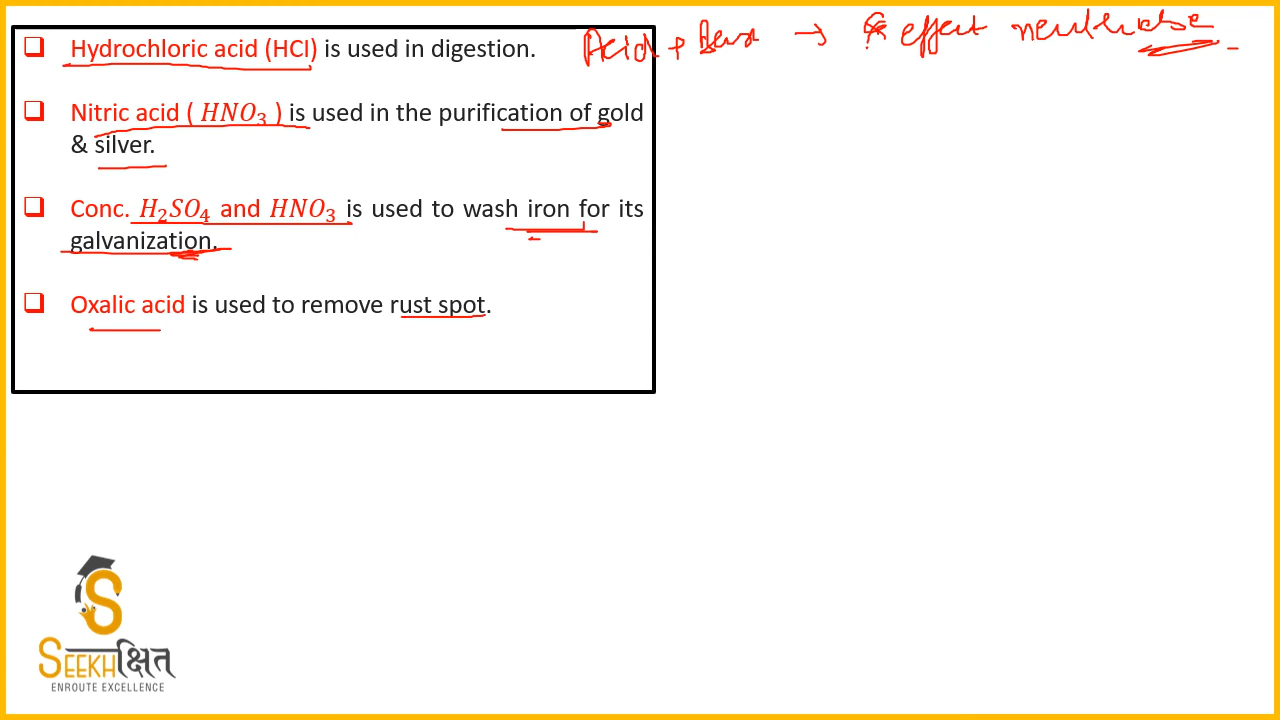 Hydrochloric acid (HCl) is used in digestion.
Acid + Base → effect neutralise
Nitric acid ( HNO₃ ) is used in the purification of gold
& silver.
Conc. H₂SO₄ and HNO₃ is used to wash iron for its
galvanization.
Oxalic acid is used to remove rust spot.
SEEKHक्षित
ENROUTE EXCELLENCE